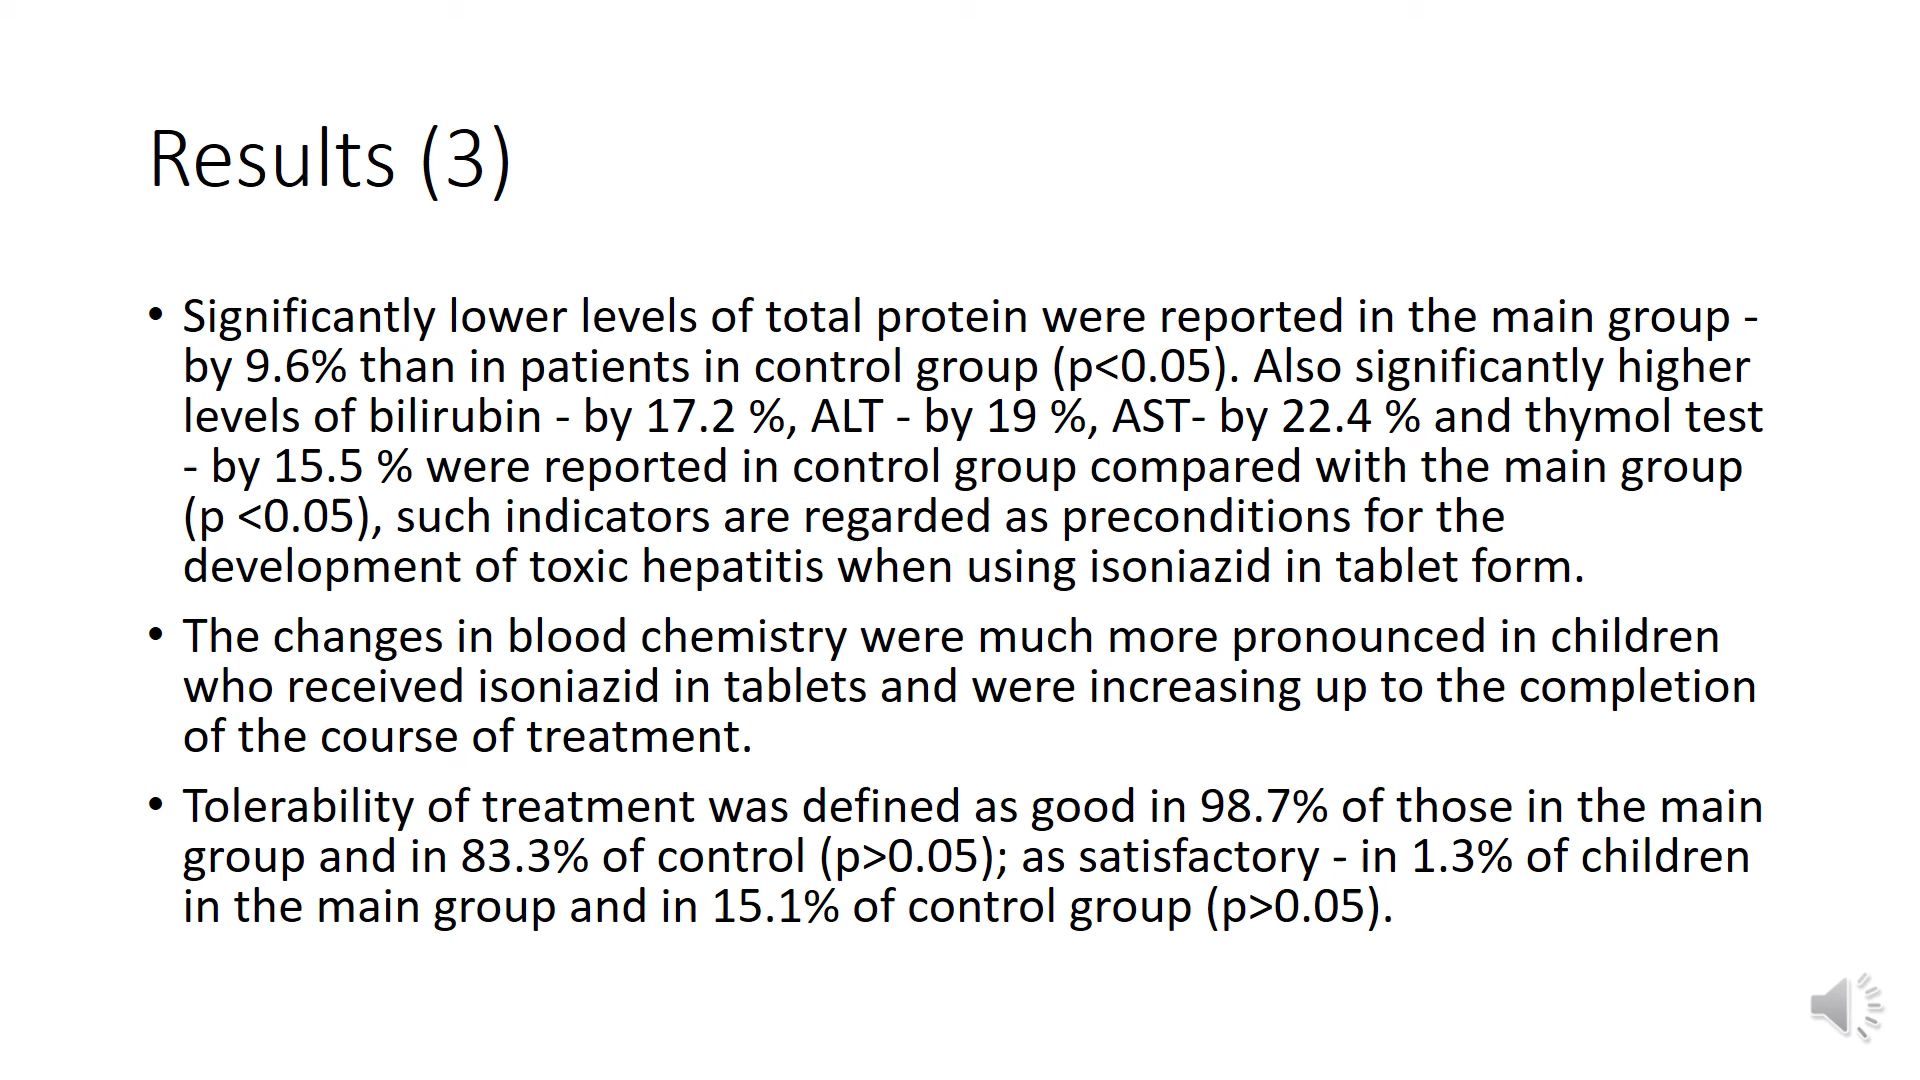 Results (3)
• Significantly lower levels of total protein were reported in the main group -
by 9.6% than in patients in control group (p<0.05). Also significantly higher
levels of bilirubin - by 17.2 %, ALT - by 19 %, AST- by 22.4 % and thymol test
- by 15.5 % were reported in control group compared with the main group
(p <0.05), such indicators are regarded as preconditions for the
development of toxic hepatitis when using isoniazid in tablet form.
• The changes in blood chemistry were much more pronounced in children
who received isoniazid in tablets and were increasing up to the completion
of the course of treatment.
• Tolerability of treatment was defined as good in 98.7% of those in the main
group and in 83.3% of control (p>0.05); as satisfactory - in 1.3% of children
in the main group and in 15.1% of control group (p>0.05).